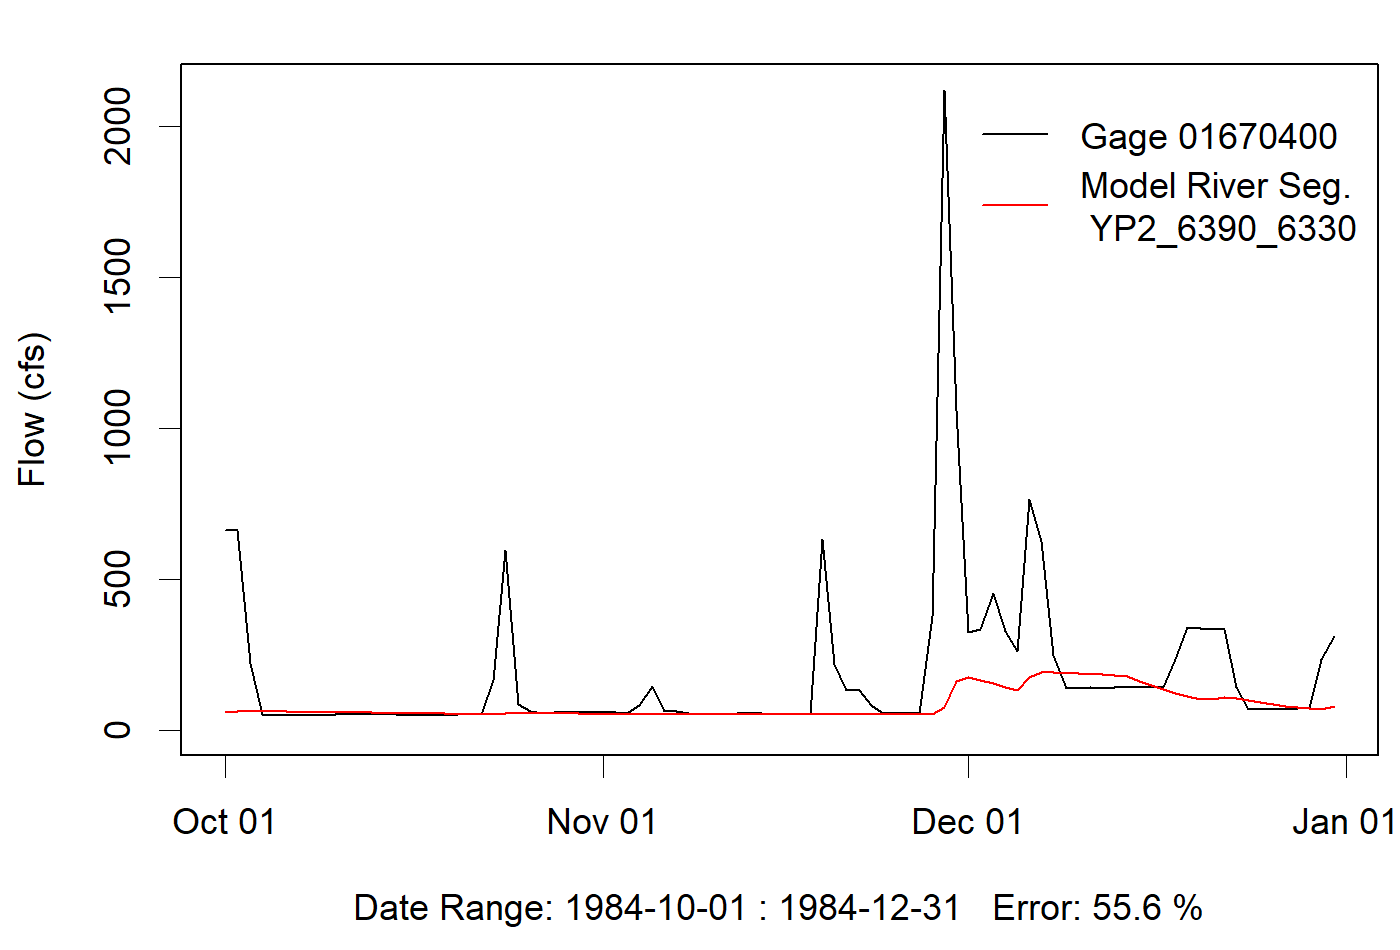 Gage 01670400
Model River Seg.
YP2_6390_6330
Flow (cfs)
2000
1500
1000
500
0
Oct 01
Nov 01
Dec 01
Jan 01
Date Range: 1984-10-01 : 1984-12-31   Error: 55.6 %